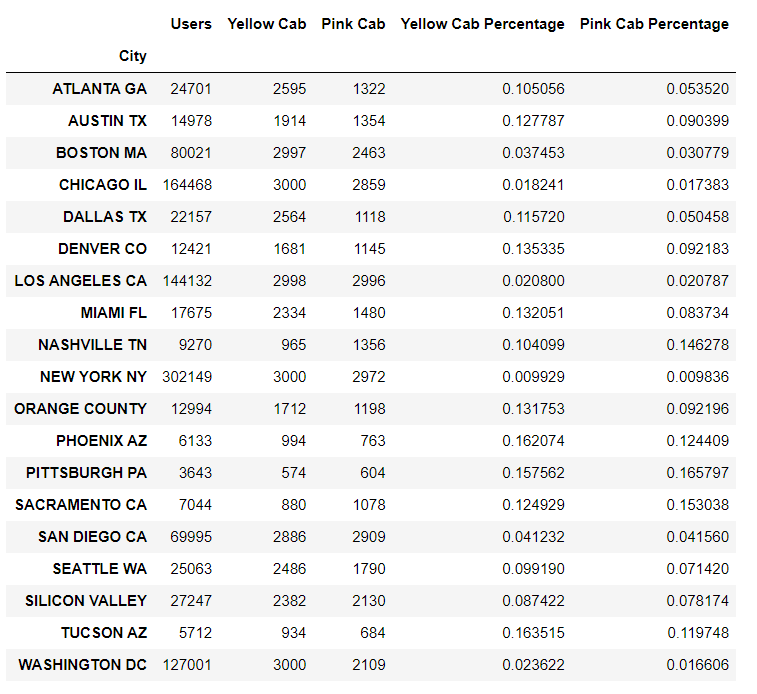 Users Yellow Cab Pink Cab Yellow Cab Percentage Pink Cab Percentage
City
ATLANTA GA 24701 2595 1322 0.105056 0.053520
AUSTIN TX 14978 1914 1354 0.127787 0.090399
BOSTON MA 80021 2997 2463 0.037453 0.030779
CHICAGO IL 164468 3000 2859 0.018241 0.017383
DALLAS TX 22157 2564 1118 0.115720 0.050458
DENVER CO 12421 1681 1145 0.135335 0.092183
LOS ANGELES CA 144132 2998 2996 0.020800 0.020787
MIAMI FL 17675 2334 1480 0.132051 0.083734
NASHVILLE TN 9270 965 1356 0.104099 0.146278
NEW YORK NY 302149 3000 2972 0.009929 0.009836
ORANGE COUNTY 12994 1712 1198 0.131753 0.092196
PHOENIX AZ 6133 994 763 0.162074 0.124409
PITTSBURGH PA 3643 574 604 0.157562 0.165797
SACRAMENTO CA 7044 880 1078 0.124929 0.153038
SAN DIEGO CA 69995 2886 2909 0.041232 0.041560
SEATTLE WA 25063 2486 1790 0.099190 0.071420
SILICON VALLEY 27247 2382 2130 0.087422 0.078174
TUCSON AZ 5712 934 684 0.163515 0.119748
WASHINGTON DC 127001 3000 2109 0.023622 0.016606